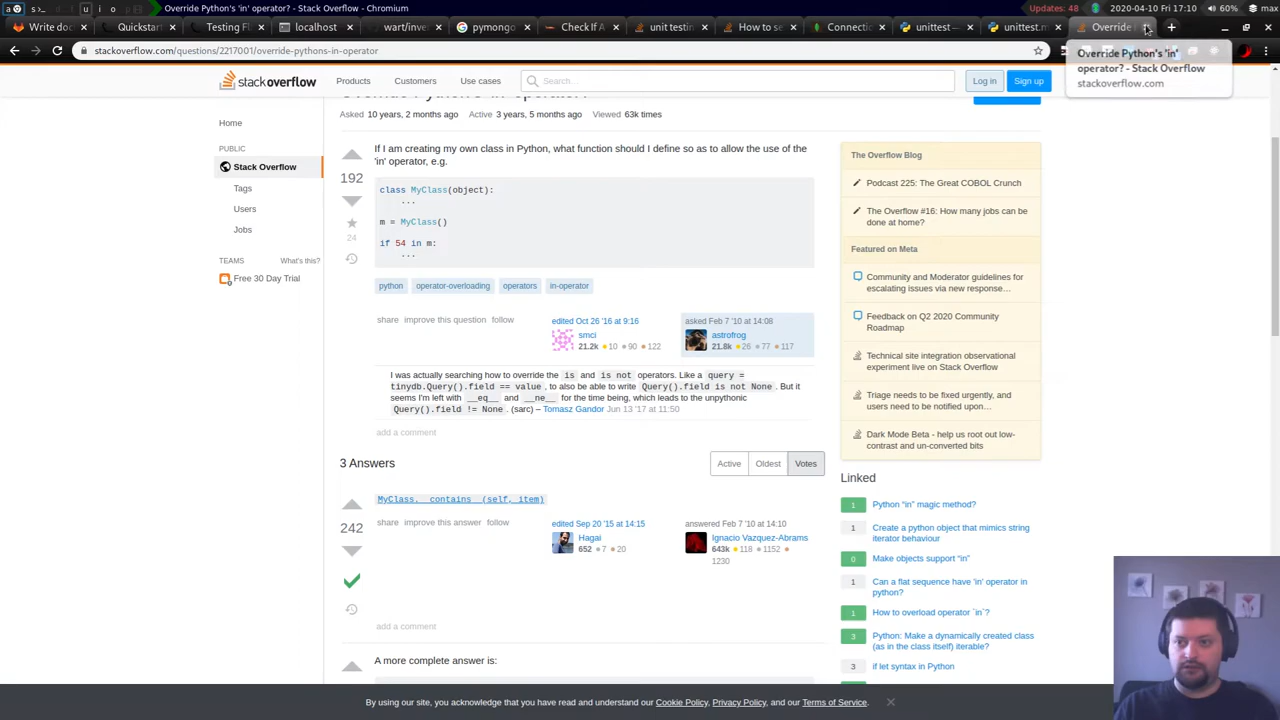 Override Python's 'in' operator? - Stack Overflow - Chromium
Updates: 48
2020-04-10 Fri 17:10
60%
Write doc
Quickstart
Testing Fl
localhost
wart/inver
pymongo
Check If A
unit testin
How to se
Connectio
unittest —
unittest.m
Override
stackoverflow.com/questions/2217001/override-pythons-in-operator
Override Python's 'in'
operator? - Stack Overflow
stackoverflow.com
stack overflow
Products
Customers
Use cases
Search...
Log in
Sign up
Override Python's 'in' operator?
Asked 10 years, 2 months ago
Active 3 years, 5 months ago
Viewed 63k times
Home
PUBLIC
Stack Overflow
Tags
Users
Jobs
TEAMS
What's this?
Free 30 Day Trial
192
24
If I am creating my own class in Python, what function should I define so as to allow the use of the
'in' operator, e.g.
class MyClass(object):
...
m = MyClass()
if 54 in m:
...
python
operator-overloading
operators
in-operator
share improve this question follow
edited Oct 26 '16 at 9:16
smci
21.2k 10 90 122
asked Feb 7 '10 at 14:08
astrofrog
21.8k 26 77 117
I was actually searching how to override the is and is not operators. Like a query =
tinydb.Query().field == value , to also be able to write Query().field is not None . But it
seems I'm left with __eq__ and __ne__ for the time being, which leads to the unpythonic
Query().field != None . (sarc) – Tomasz Gandor Jun 13 '17 at 11:50
add a comment
3 Answers
Active
Oldest
Votes
242
MyClass.__contains__(self, item)
share improve this answer follow
edited Sep 20 '15 at 14:15
Hagai
652 7 20
answered Feb 7 '10 at 14:10
Ignacio Vazquez-Abrams
643k 118 1152
1230
add a comment
A more complete answer is:
The Overflow Blog
Podcast 225: The Great COBOL Crunch
The Overflow #16: How many jobs can be
done at home?
Featured on Meta
Community and Moderator guidelines for
escalating issues via new response…
Feedback on Q2 2020 Community
Roadmap
Technical site integration observational
experiment live on Stack Overflow
Triage needs to be fixed urgently, and
users need to be notified upon…
Dark Mode Beta - help us root out low-
contrast and un-converted bits
Linked
1 Python “in” magic method?
1 Create a python object that mimics string
iterator behaviour
0 Make objects support “in”
1 Can a flat sequence have 'in' operator in
python?
1 How to overload operator `in`?
3 Python: Make a dynamically created class
(as in the class itself) iterable?
3 if let syntax in Python
By using our site, you acknowledge that you have read and understand our Cookie Policy, Privacy Policy, and our Terms of Service.